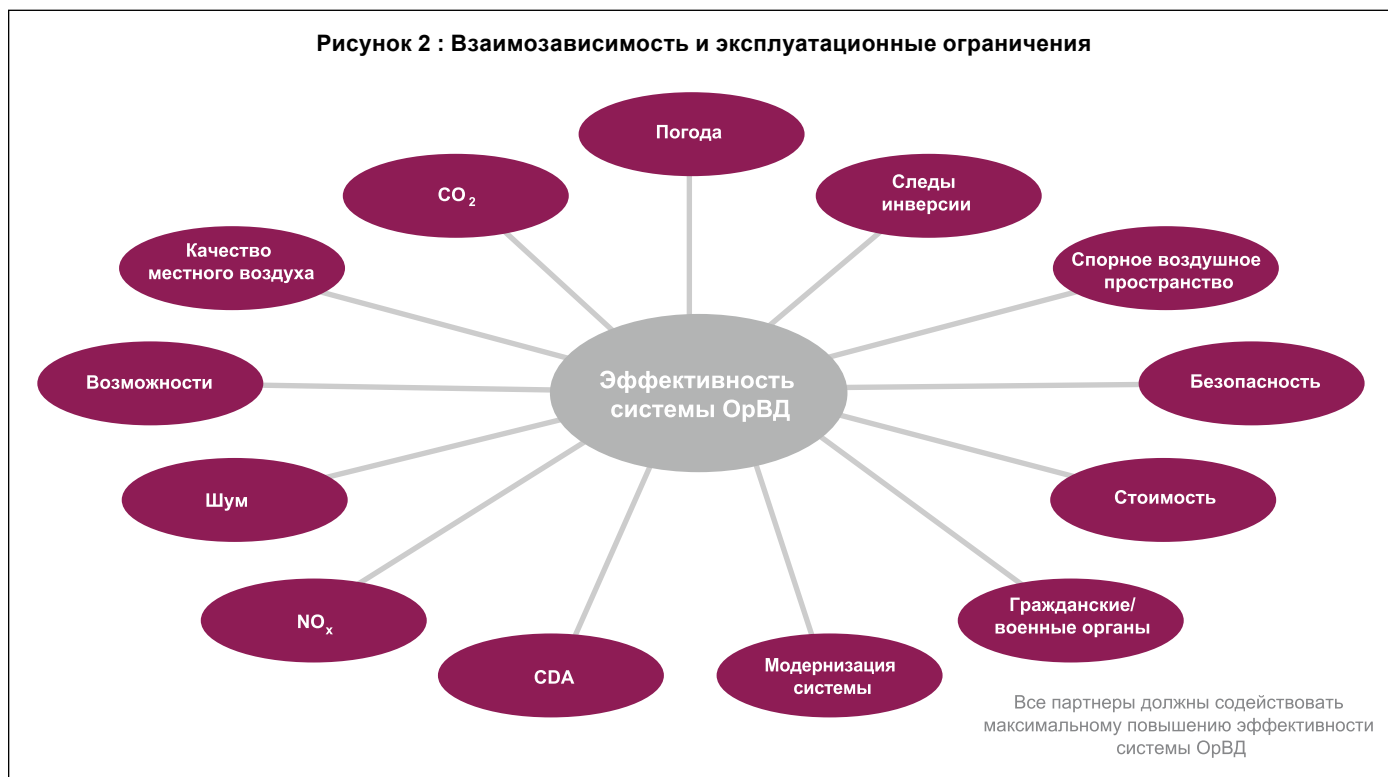 Рисунок 2 : Взаимозависимость и эксплуатационные ограничения
Погода
CO₂
Следы
инверсии
Качество
местного воздуха
Спорное воздушное
пространство
Возможности
Эффективность
системы ОрВД
Безопасность
Шум
Стоимость
NOₓ
Гражданские/
военные органы
CDA
Модернизация
системы
Все партнеры должны содействовать
максимальному повышению эффективности
системы ОрВД